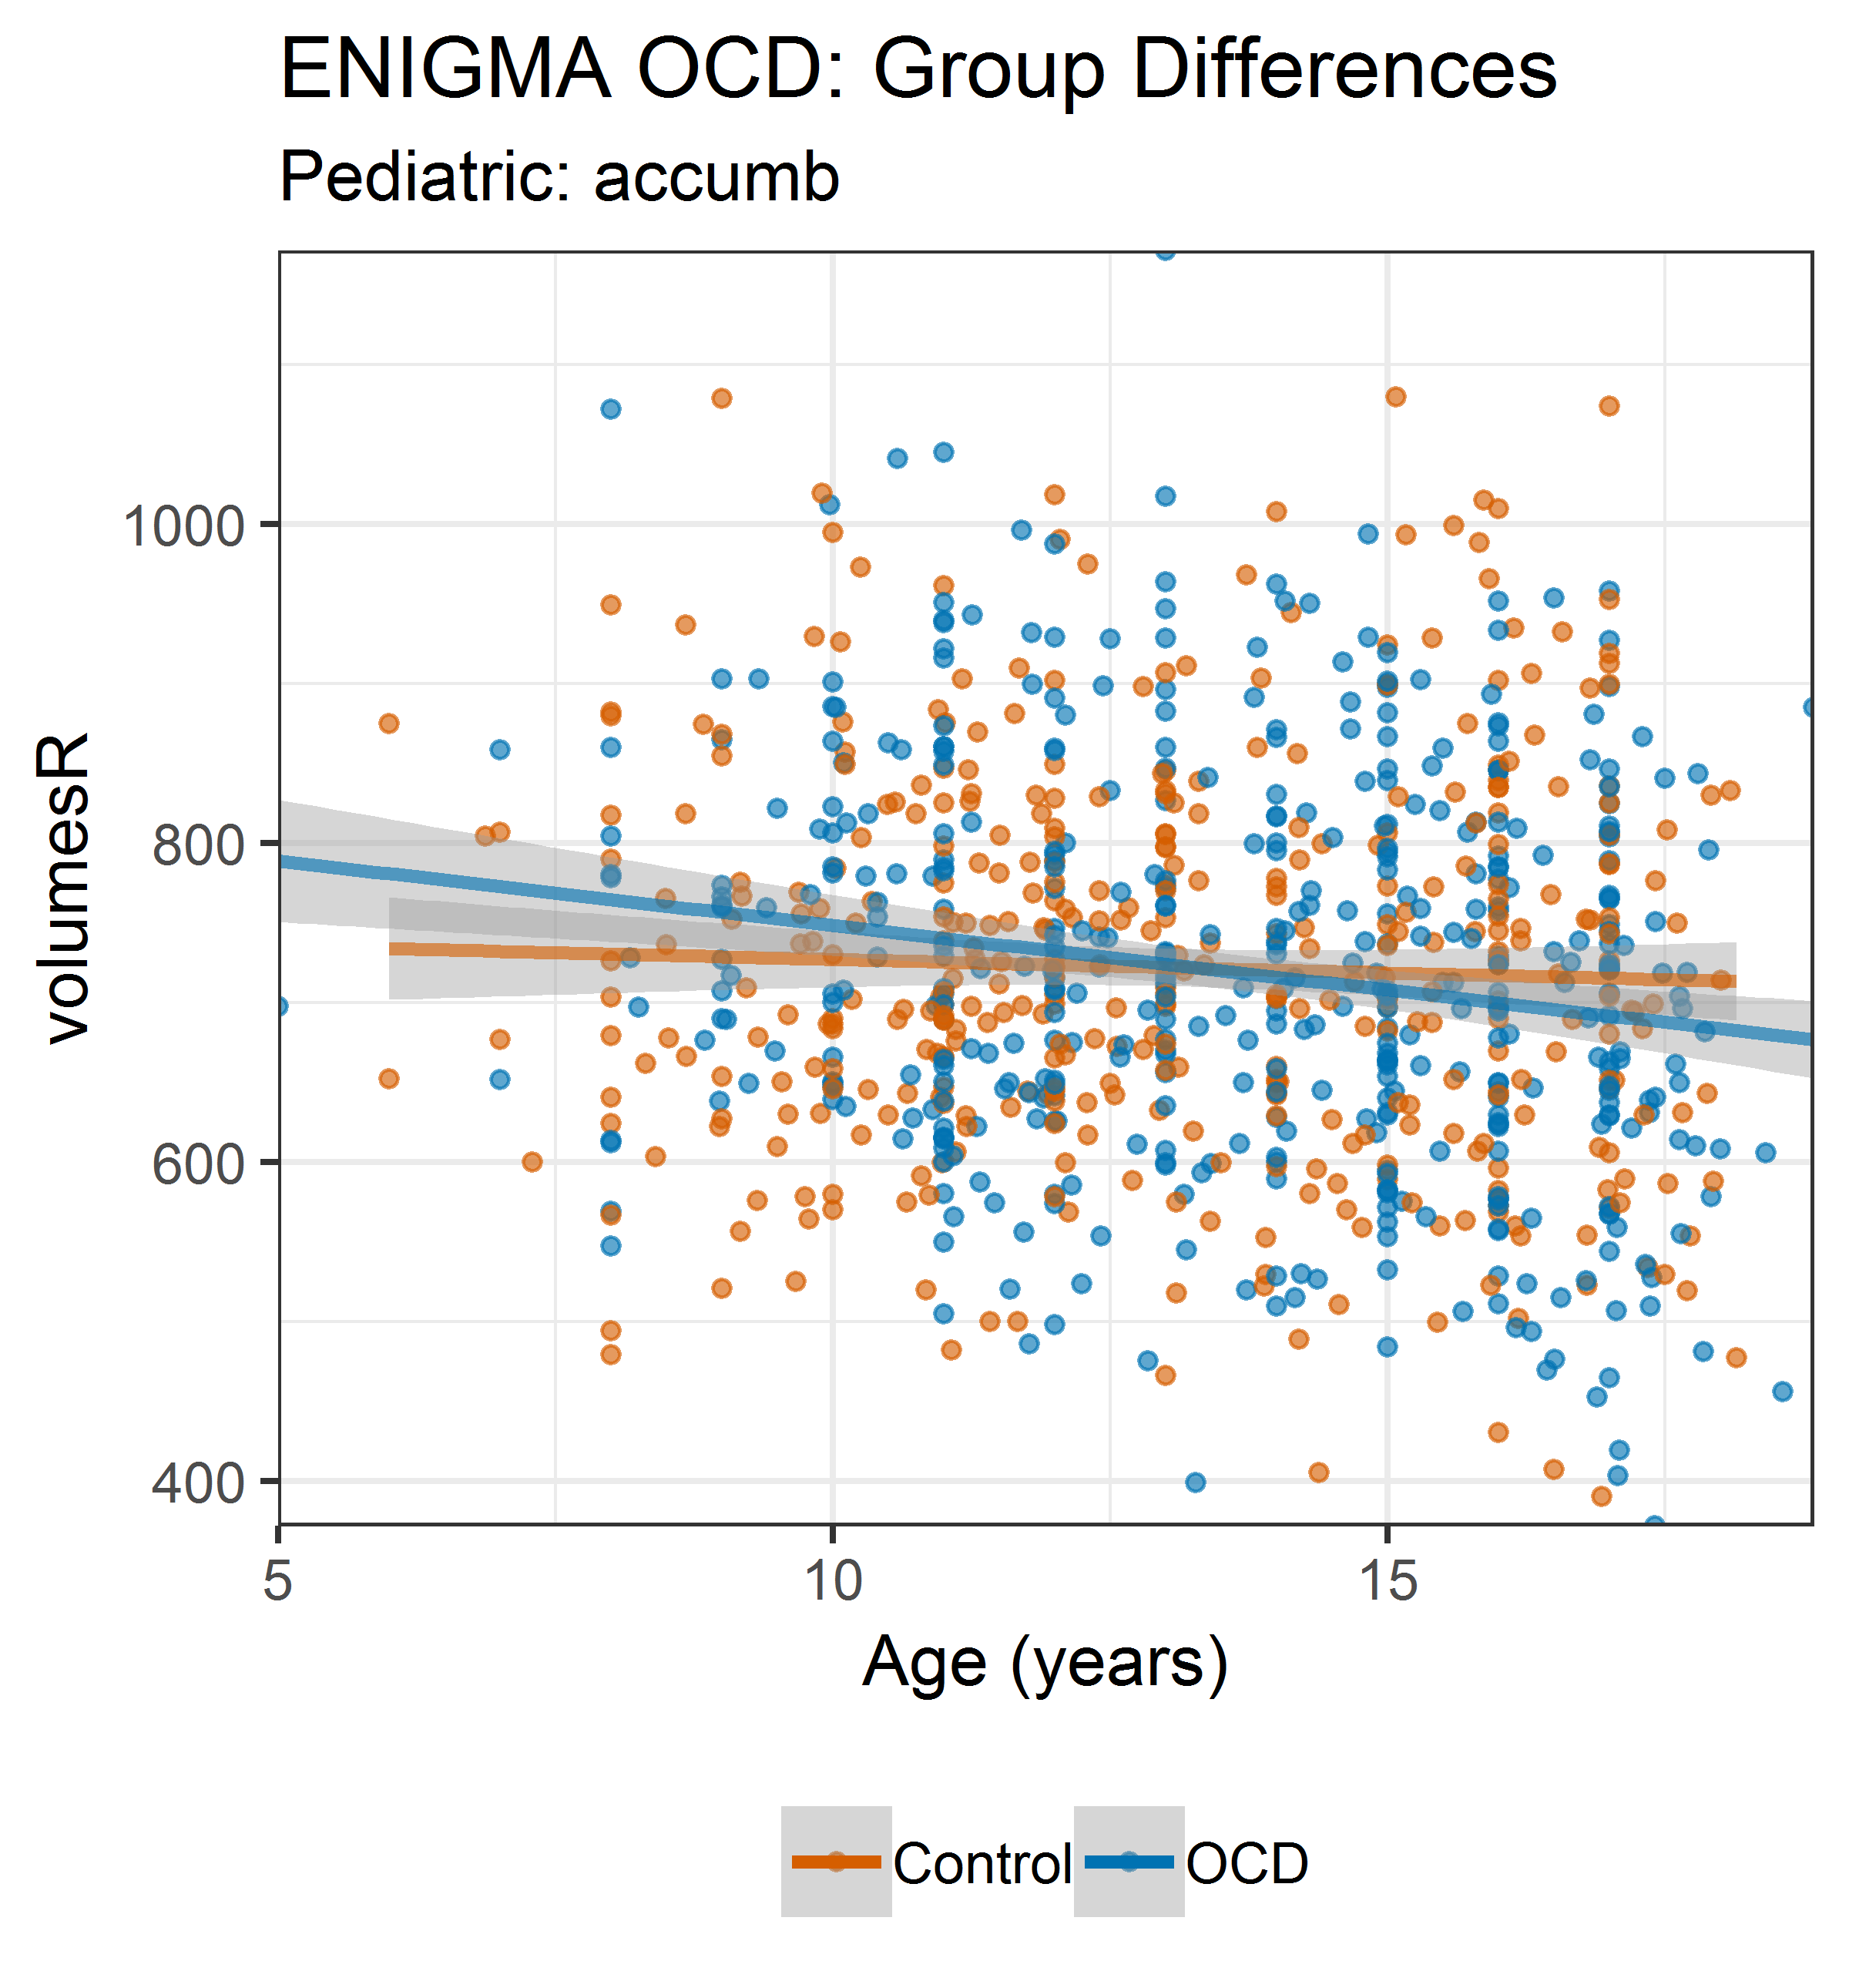 ENIGMA OCD: Group Differences
Pediatric: accumb
volumesR
1000
800
600
400
5 10 15
Age (years)
Control OCD